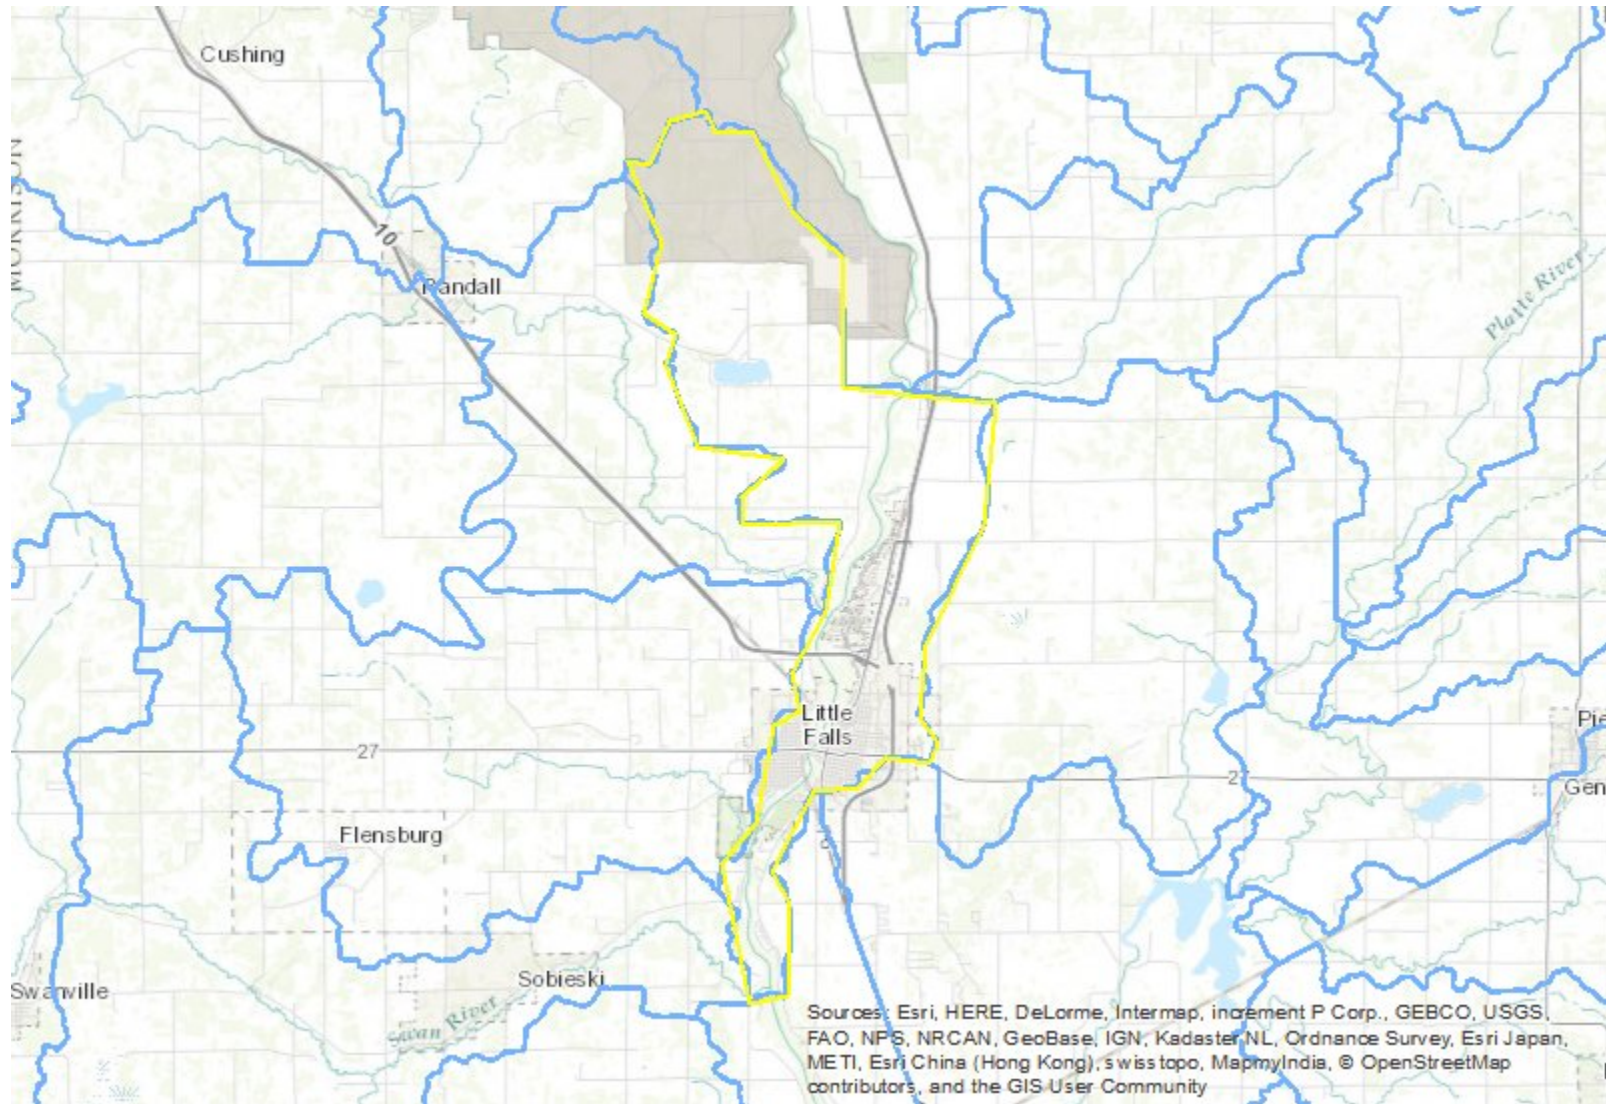 Cushing
MORRISON
10
Randall
Platte River
Little
Falls
27
27
Flensburg
Sobieski
Swanville
Swan River
Pie
Gen
Sources: Esri, HERE, DeLorme, Intermap, increment P Corp., GEBCO, USGS,
FAO, NPS, NRCAN, GeoBase, IGN, Kadaster NL, Ordnance Survey, Esri Japan,
METI, Esri China (Hong Kong), swisstopo, MapmyIndia, © OpenStreetMap
contributors, and the GIS User Community